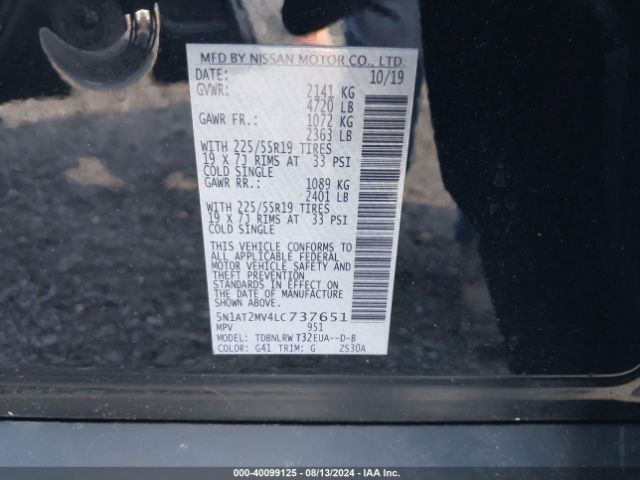 MFD BY NISSAN MOTOR CO., LTD.
DATE: 10/19
GVWR: 2141 KG
4720 LB
GAWR FR.: 1072 KG
2363 LB
WITH 225/55R19 TIRES
19 X 7J RIMS AT 33 PSI
COLD SINGLE
GAWR RR.: 1089 KG
2401 LB
WITH 225/55R19 TIRES
19 X 7J RIMS AT 33 PSI
COLD SINGLE
THIS VEHICLE CONFORMS TO
ALL APPLICABLE FEDERAL
MOTOR VEHICLE SAFETY AND
THEFT PREVENTION
STANDARDS IN EFFECT ON
THE DATE OF MANUFACTURE
SHOWN ABOVE.
5N1AT2MV4LC737651
MPV 951
MODEL: TDBNLRW T32EUA--D-B
COLOR: G41 TRIM: G ZS30A
000-40099125 - 08/13/2024 - IAA Inc.